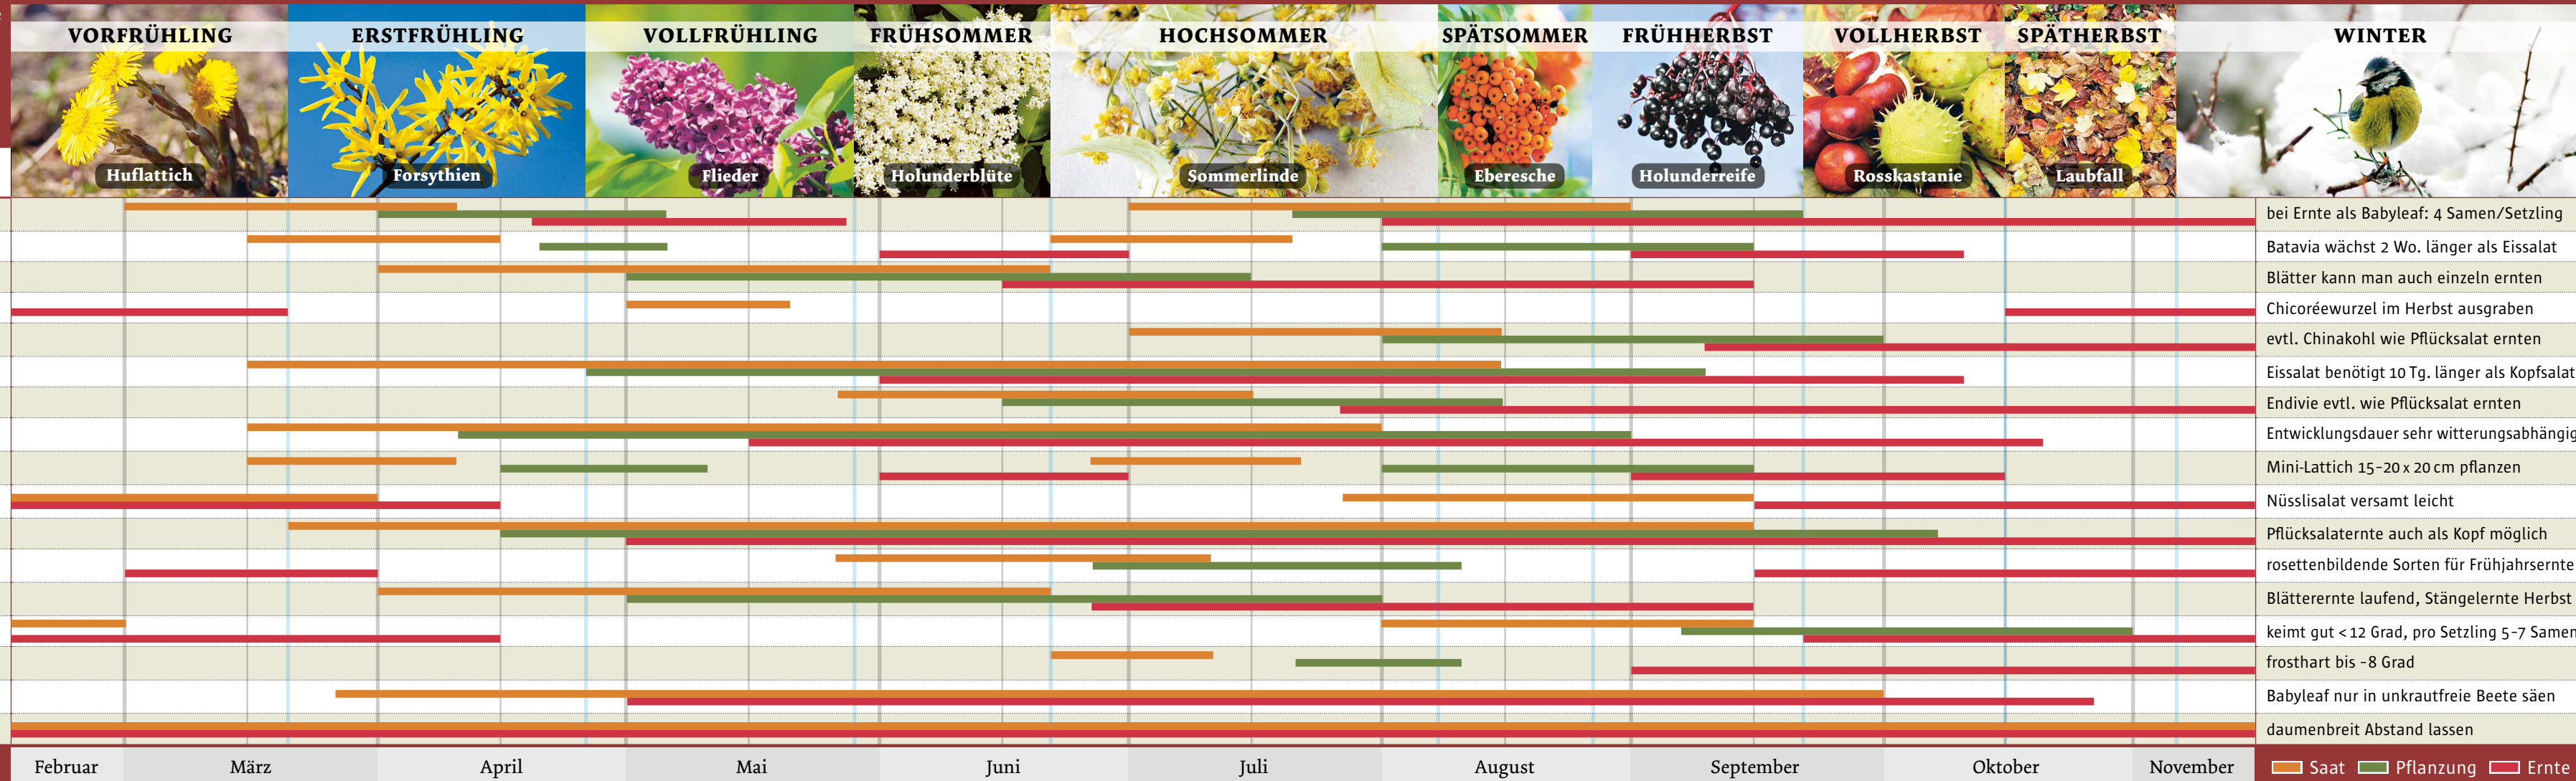 VORFRÜHLING
ERSTFRÜHLING
VOLLFRÜHLING
FRÜHSOMMER
HOCHSOMMER
SPÄTSOMMER
FRÜHHERBST
VOLLHERBST
SPÄTHERBST
WINTER
Huflattich
Forsythien
Flieder
Holunderblüte
Sommerlinde
Eberesche
Holunderreife
Rosskastanie
Laubfall
bei Ernte als Babyleaf: 4 Samen/Setzling
Batavia wächst 2 Wo. länger als Eissalat
Blätter kann man auch einzeln ernten
Chicoréewurzel im Herbst ausgraben
evtl. Chinakohl wie Pflücksalat ernten
Eissalat benötigt 10 Tg. länger als Kopfsalat
Endivie evtl. wie Pflücksalat ernten
Entwicklungsdauer sehr witterungsabhängig
Mini-Lattich 15–20 x 20 cm pflanzen
Nüsslisalat versamt leicht
Pflücksalaternte auch als Kopf möglich
rosettenbildende Sorten für Frühjahrsernte
Blätterernte laufend, Stängelernte Herbst
keimt gut < 12 Grad, pro Setzling 5–7 Samen
frosthart bis -8 Grad
Babyleaf nur in unkrautfreie Beete säen
daumenbreit Abstand lassen
Februar
März
April
Mai
Juni
Juli
August
September
Oktober
November
Saat
Pflanzung
Ernte